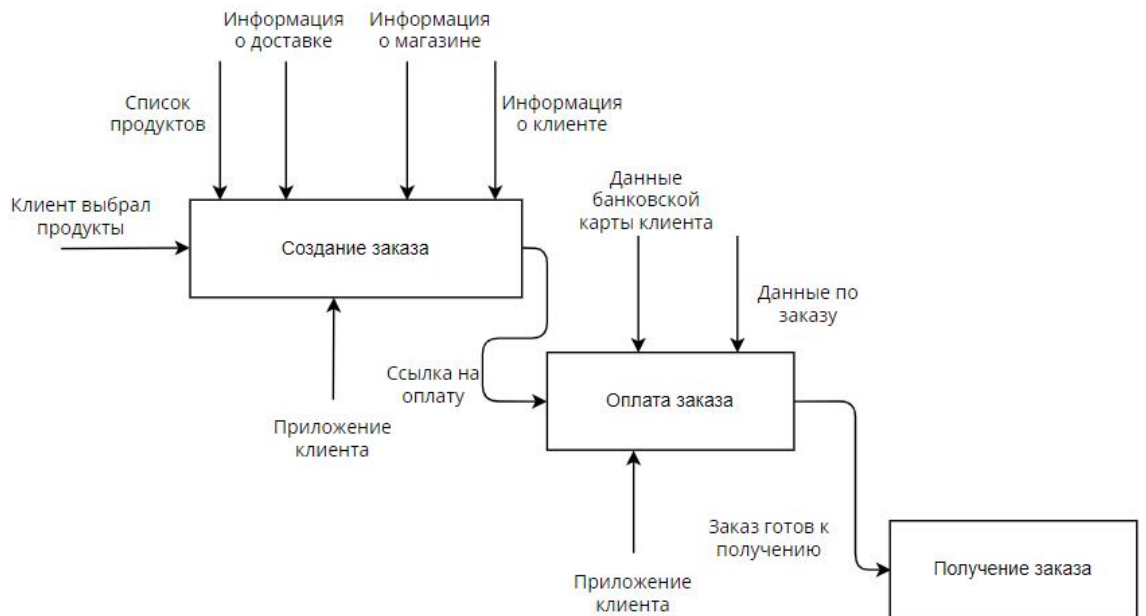 Информация
о доставке
Информация
о магазине
Список
продуктов
Информация
о клиенте
Клиент выбрал
продукты
Создание заказа
Данные
банковской
карты клиента
Данные по
заказу
Ссылка на
оплату
Оплата заказа
Приложение
клиента
Заказ готов к
получению
Получение заказа
Приложение
клиента